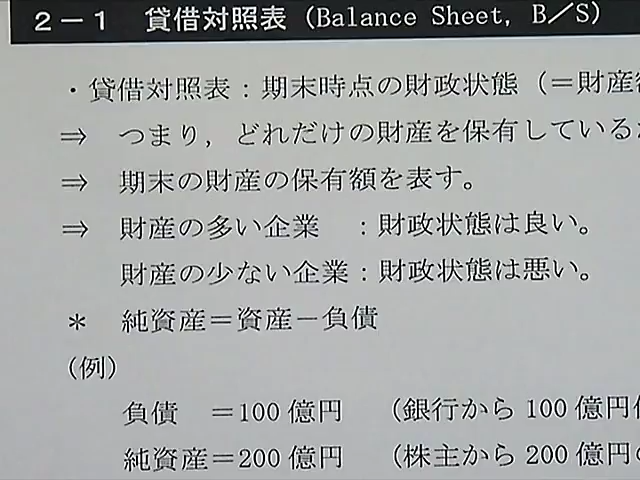 2－1 貸借対照表（Balance Sheet, B／S）
・貸借対照表：期末時点の財政状態（＝財産
⇒ つまり，どれだけの財産を保有している
⇒ 期末の財産の保有額を表す。
⇒ 財産の多い企業 ：財政状態は良い。
財産の少ない企業：財政状態は悪い。
＊ 純資産＝資産－負債
（例）
負債 ＝100 億円 （銀行から 100 億円
純資産＝200 億円 （株主から 200 億円